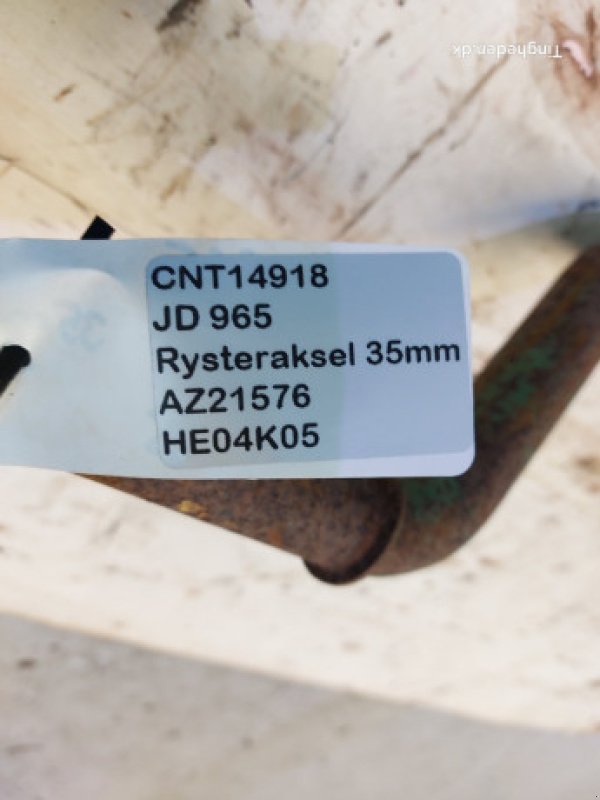 Tingheden.dk
CNT14918
JD 965
Rysteraksel 35mm
AZ21576
HE04K05